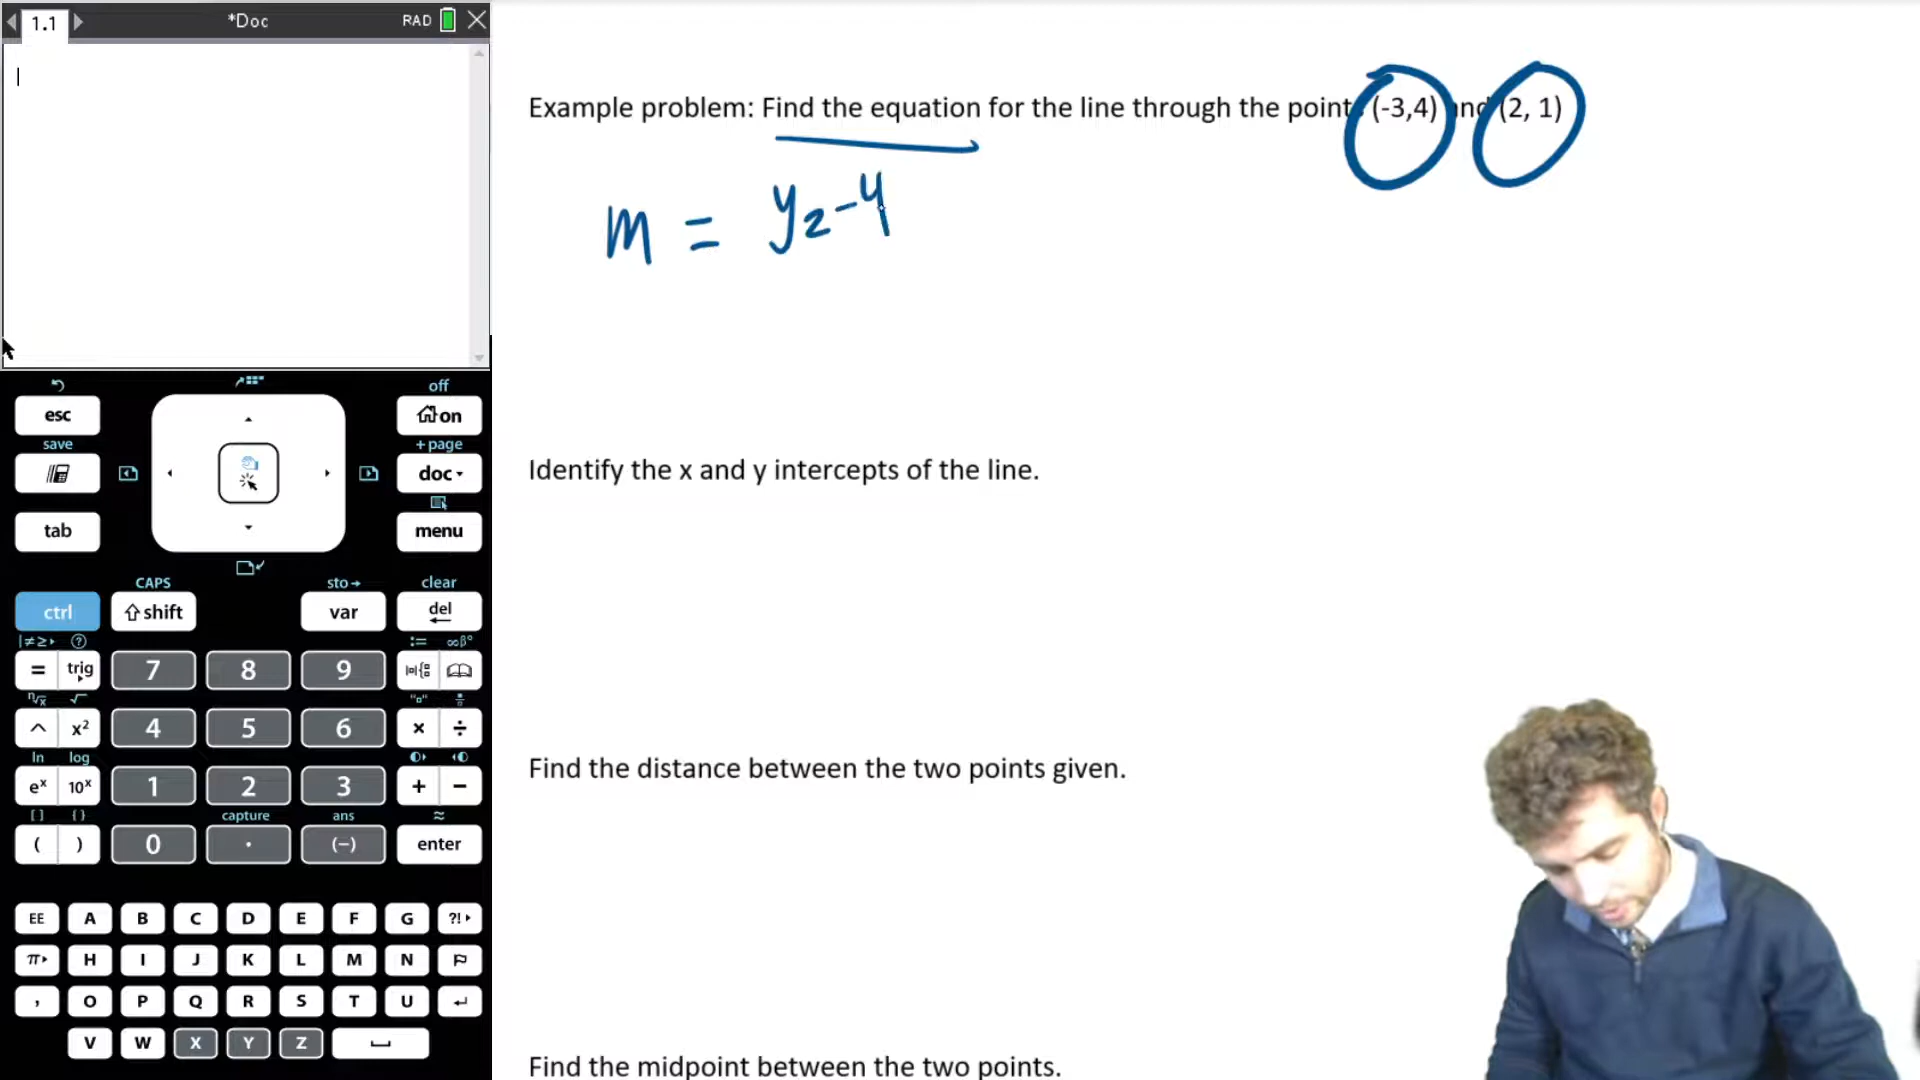 1.1 *Doc RAD
Example problem: Find the equation for the line through the point (-3,4) and (2, 1)
m = y₂ - y
Identify the x and y intercepts of the line.
Find the distance between the two points given.
Find the midpoint between the two points.
off
esc on
save + page
doc
tab menu
CAPS sto→ clear
ctrl shift var del
|≠≥▸ ? := ∞β°
= trig 7 8 9 |□|{
ⁿ√x √ "□"
^ x² 4 5 6 × ÷
ln log
eˣ 10ˣ 1 2 3 + −
[ ] { } capture ans ≈
( ) 0 . (−) enter
EE A B C D E F G ?!▸
π▸ H I J K L M N
, O P Q R S T U ↵
V W X Y Z